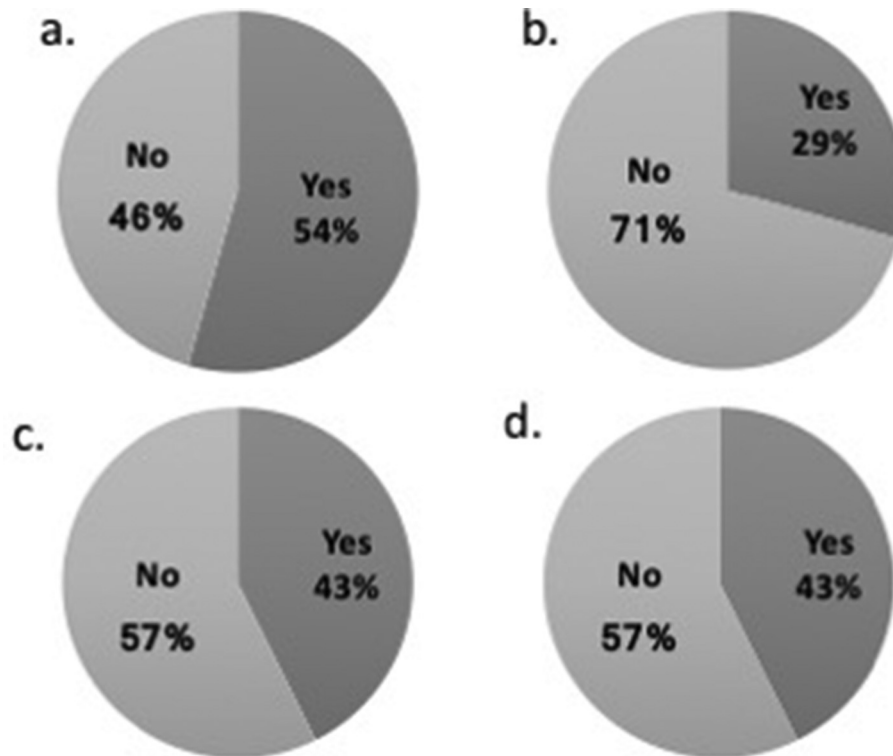 a.
No
46%
Yes
54%
b.
No
71%
Yes
29%
c.
No
57%
Yes
43%
d.
No
57%
Yes
43%